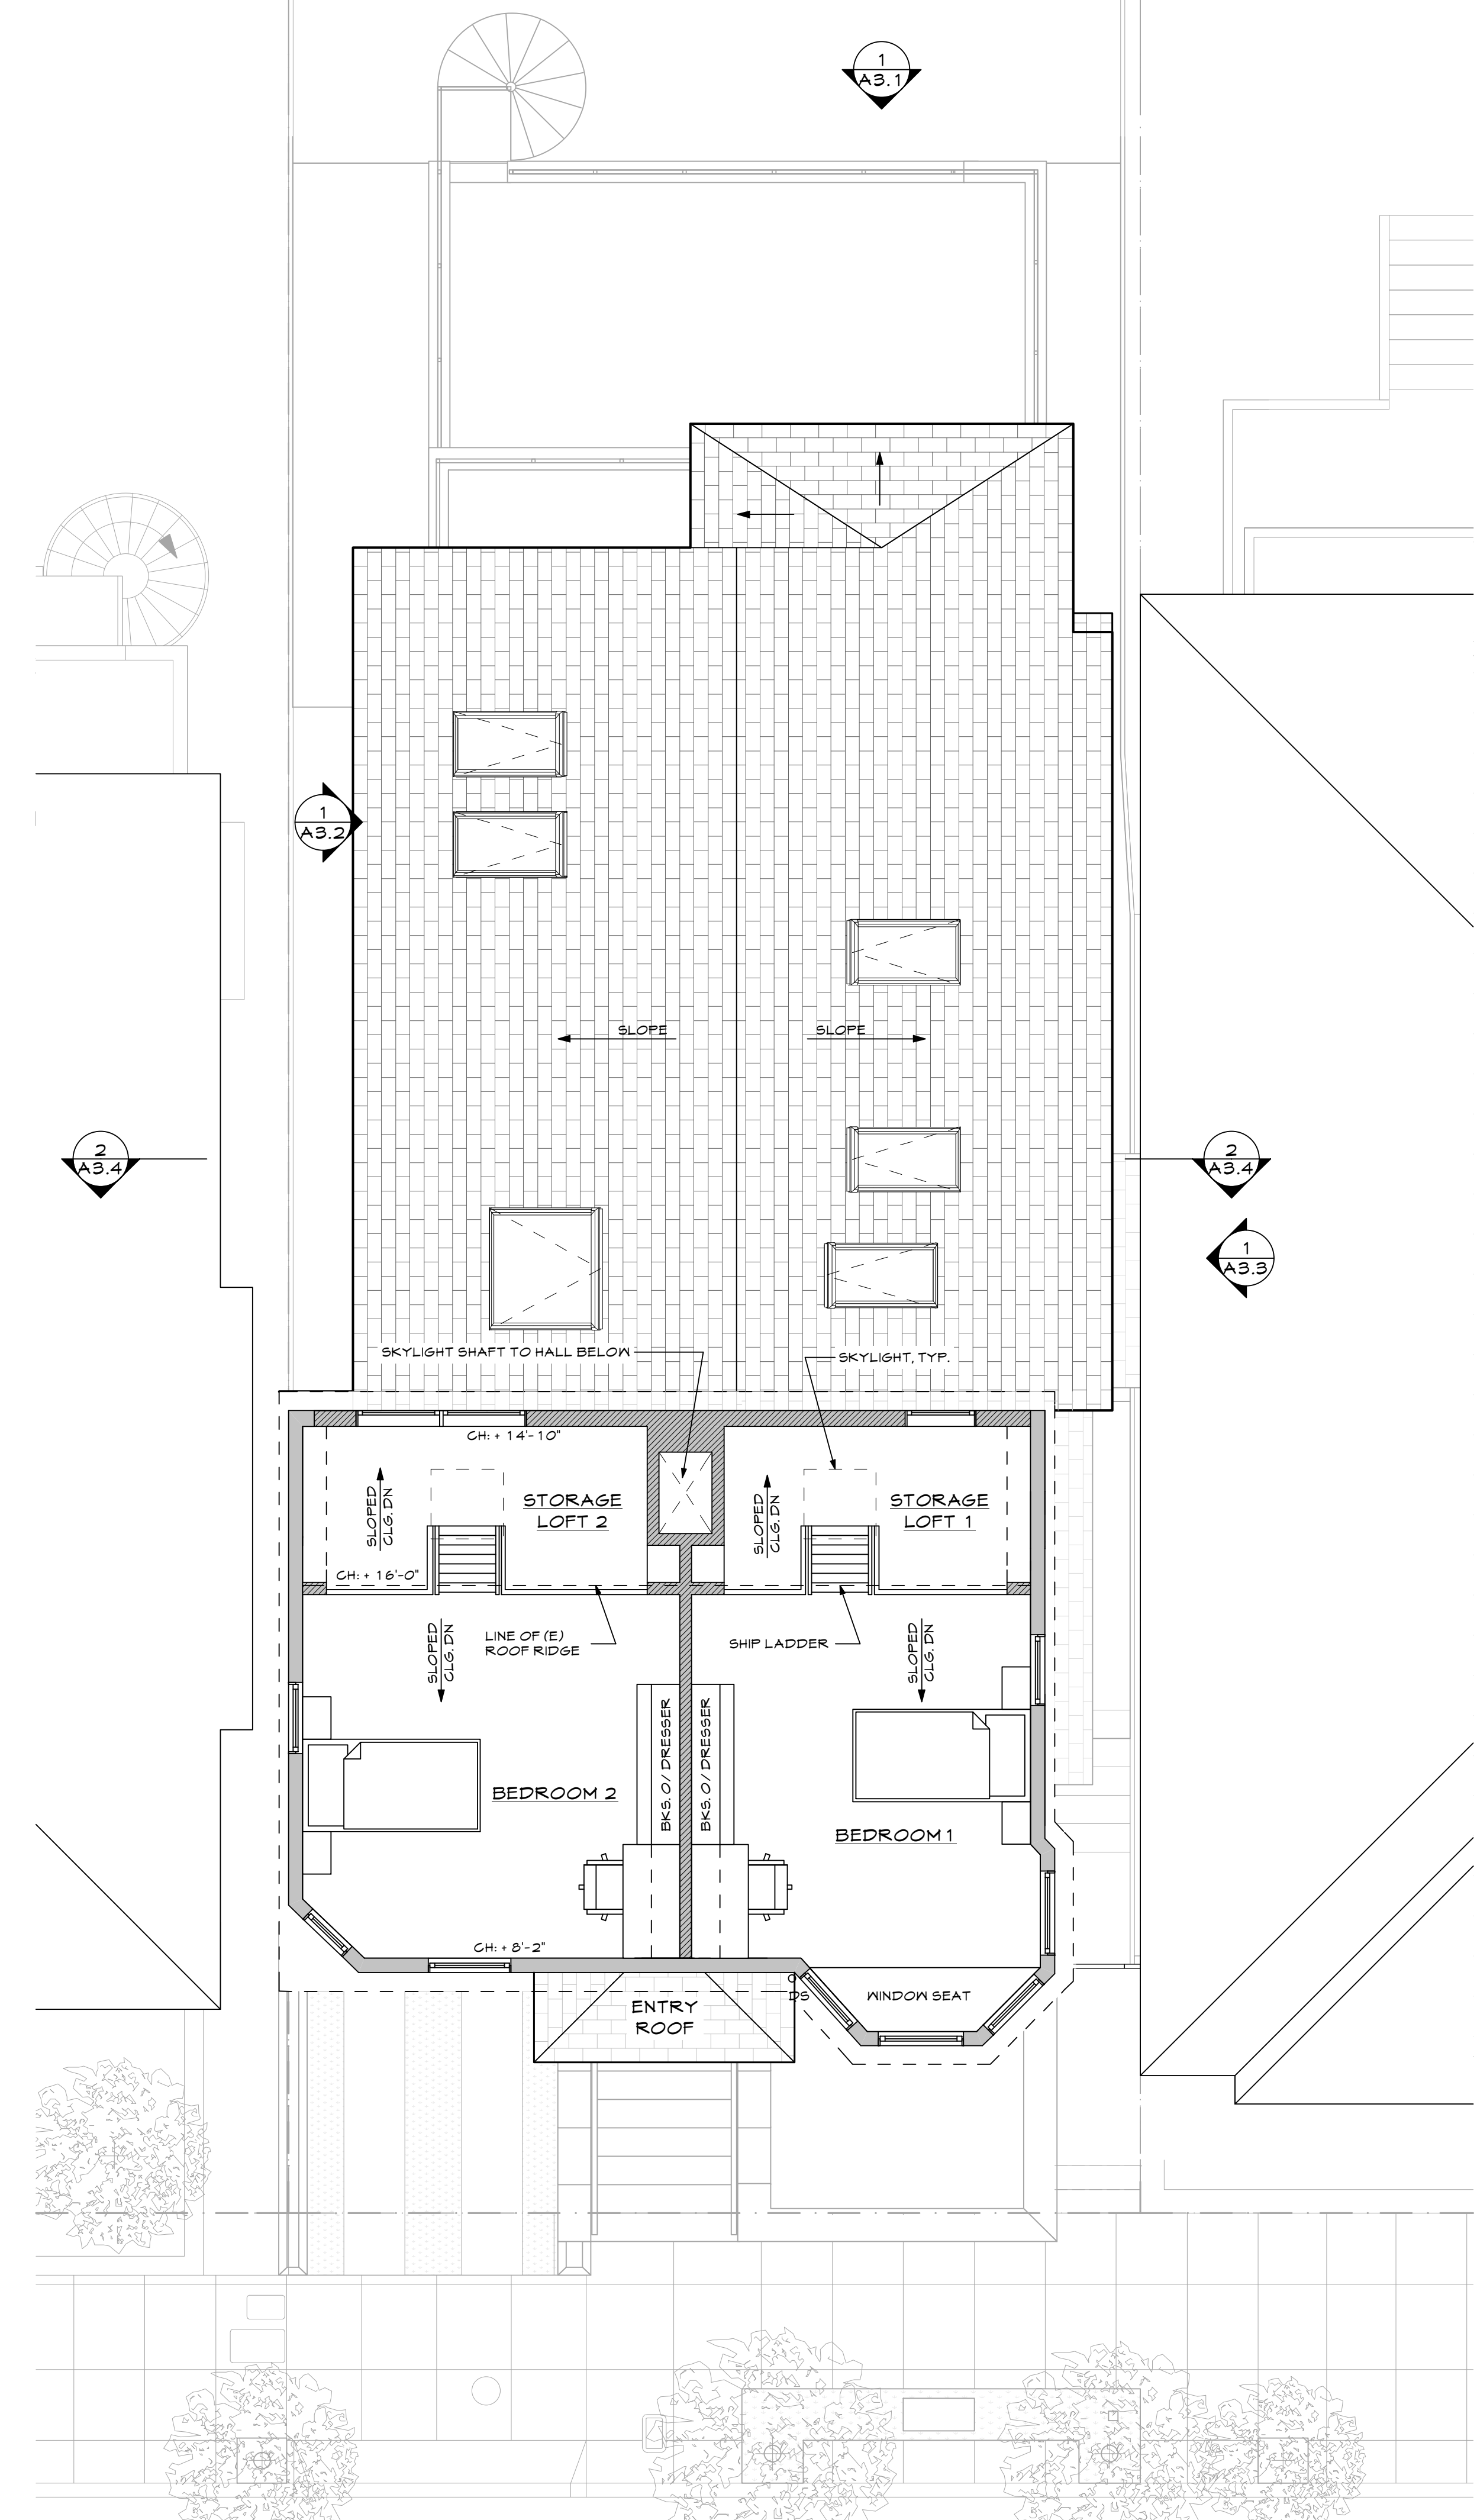 1
A3.1
1
A3.2
SLOPE
SLOPE
2
A3.4
2
A3.4
1
A3.3
SKYLIGHT SHAFT TO HALL BELOW
SKYLIGHT, TYP.
CH: + 14'-10"
SLOPED
CLG. DN
STORAGE
LOFT 2
SLOPED
CLG. DN
STORAGE
LOFT 1
CH: + 16'-0"
SLOPED
CLG. DN
LINE OF (E)
ROOF RIDGE
SHIP LADDER
SLOPED
CLG. DN
BKS. O/ DRESSER
BKS. O/ DRESSER
BEDROOM 2
BEDROOM 1
CH: + 8'-2"
DS
WINDOW SEAT
ENTRY
ROOF